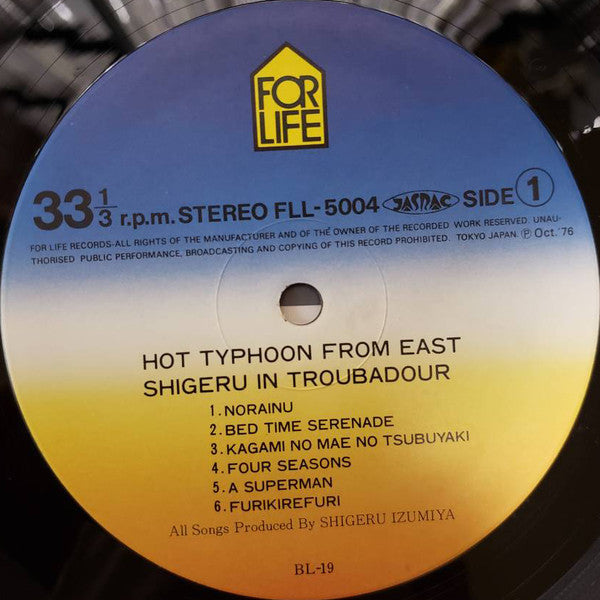 FOR
LIFE
33 1/3 r.p.m. STEREO FLL-5004 JASRAC SIDE 1
FOR LIFE RECORDS-ALL RIGHTS OF THE MANUFACTURER AND OF THE OWNER OF THE RECORDED WORK RESERVED. UNAU-
THORISED PUBLIC PERFORMANCE, BROADCASTING AND COPYING OF THIS RECORD PROHIBITED. TOKYO JAPAN. Ⓟ Oct. '76
HOT TYPHOON FROM EAST
SHIGERU IN TROUBADOUR
1. NORAINU
2. BED TIME SERENADE
3. KAGAMI NO MAE NO TSUBUYAKI
4. FOUR SEASONS
5. A SUPERMAN
6. FURIKIREFURI
All Songs Produced By SHIGERU IZUMIYA
BL-19